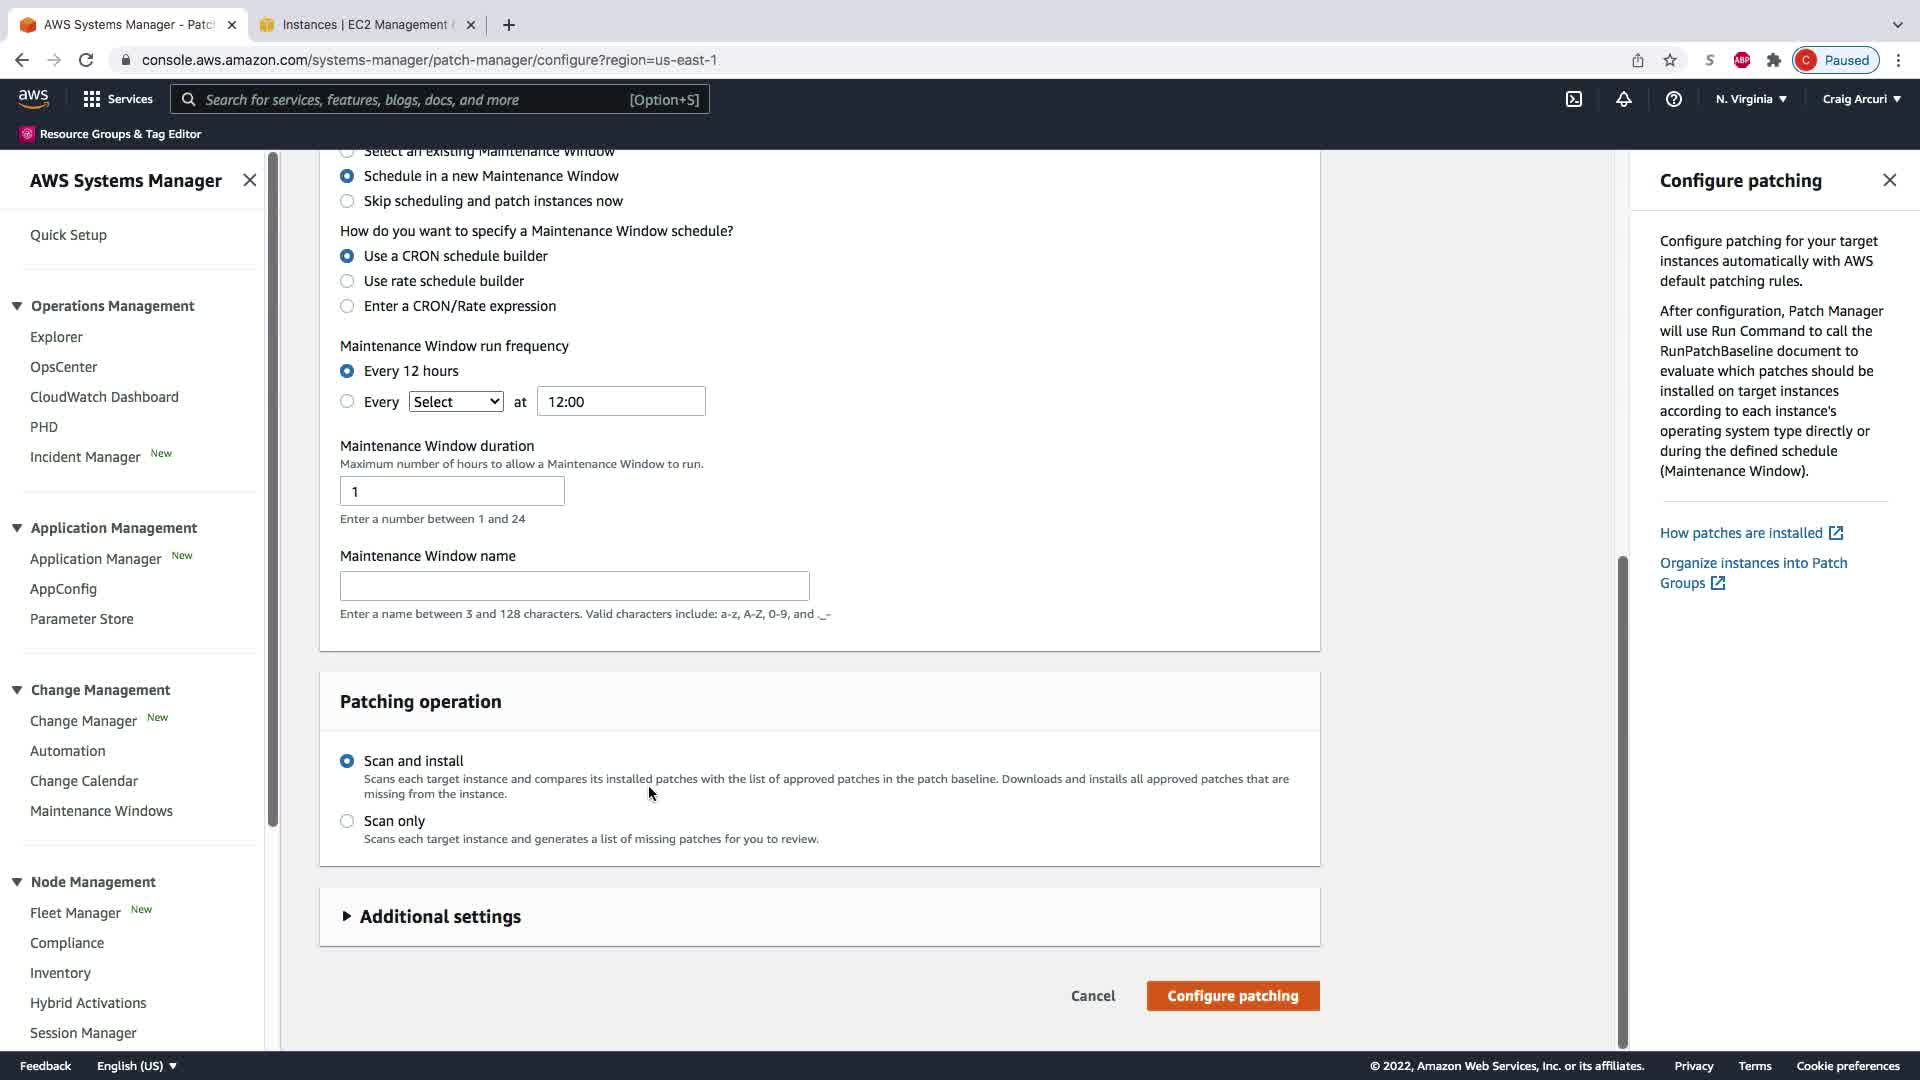 AWS Systems Manager - Patc
Instances | EC2 Management
console.aws.amazon.com/systems-manager/patch-manager/configure?region=us-east-1
S
ABP
C Paused
aws
Services
Search for services, features, blogs, docs, and more [Option+S]
N. Virginia
Craig Arcuri
Resource Groups & Tag Editor
AWS Systems Manager
Quick Setup
Operations Management
Explorer
OpsCenter
CloudWatch Dashboard
PHD
Incident Manager New
Application Management
Application Manager New
AppConfig
Parameter Store
Change Management
Change Manager New
Automation
Change Calendar
Maintenance Windows
Node Management
Fleet Manager New
Compliance
Inventory
Hybrid Activations
Session Manager
Select an existing Maintenance Window
Schedule in a new Maintenance Window
Skip scheduling and patch instances now
How do you want to specify a Maintenance Window schedule?
Use a CRON schedule builder
Use rate schedule builder
Enter a CRON/Rate expression
Maintenance Window run frequency
Every 12 hours
Every Select at 12:00
Maintenance Window duration
Maximum number of hours to allow a Maintenance Window to run.
1
Enter a number between 1 and 24
Maintenance Window name
Enter a name between 3 and 128 characters. Valid characters include: a-z, A-Z, 0-9, and ._-
Patching operation
Scan and install
Scans each target instance and compares its installed patches with the list of approved patches in the patch baseline. Downloads and installs all approved patches that are
missing from the instance.
Scan only
Scans each target instance and generates a list of missing patches for you to review.
Additional settings
Cancel
Configure patching
Configure patching
Configure patching for your target
instances automatically with AWS
default patching rules.
After configuration, Patch Manager
will use Run Command to call the
RunPatchBaseline document to
evaluate which patches should be
installed on target instances
according to each instance's
operating system type directly or
during the defined schedule
(Maintenance Window).
How patches are installed
Organize instances into Patch
Groups
Feedback
English (US)
© 2022, Amazon Web Services, Inc. or its affiliates.
Privacy
Terms
Cookie preferences